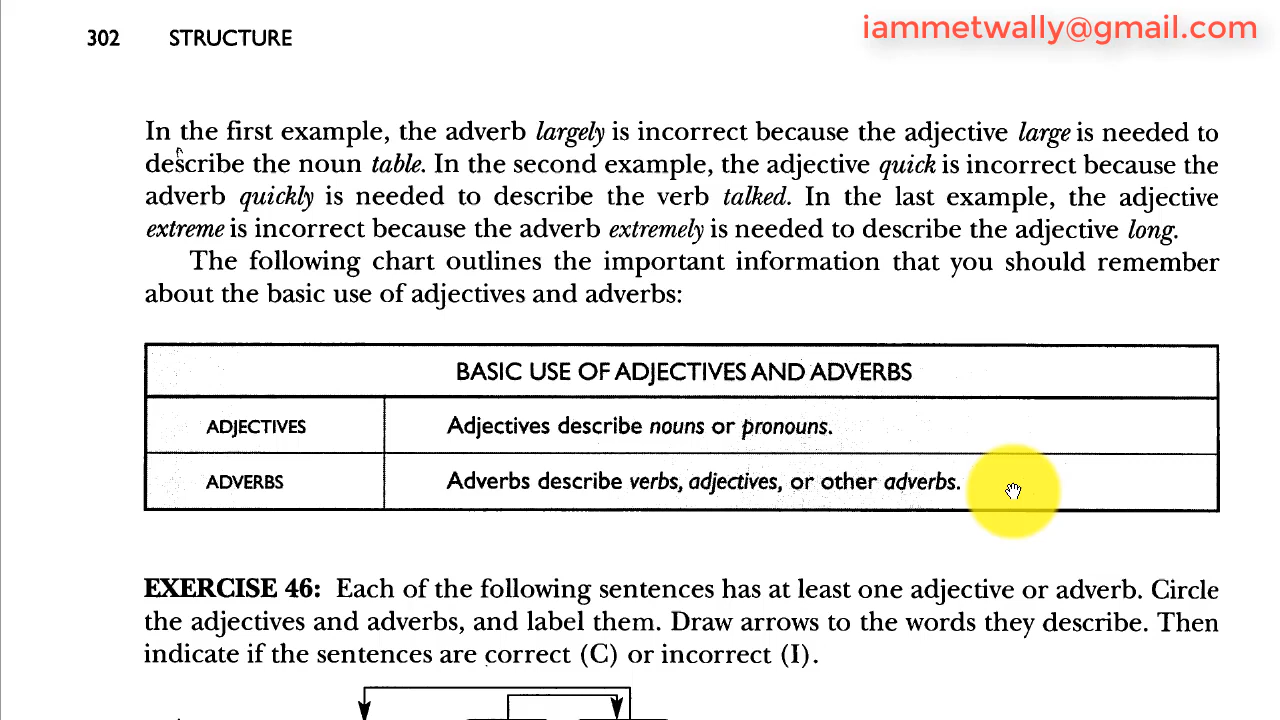 302 STRUCTURE
iammetwally@gmail.com
In the first example, the adverb largely is incorrect because the adjective large is needed to
describe the noun table. In the second example, the adjective quick is incorrect because the
adverb quickly is needed to describe the verb talked. In the last example, the adjective
extreme is incorrect because the adverb extremely is needed to describe the adjective long.
The following chart outlines the important information that you should remember
about the basic use of adjectives and adverbs:
BASIC USE OF ADJECTIVES AND ADVERBS
ADJECTIVES Adjectives describe nouns or pronouns.
ADVERBS Adverbs describe verbs, adjectives, or other adverbs.
EXERCISE 46: Each of the following sentences has at least one adjective or adverb. Circle
the adjectives and adverbs, and label them. Draw arrows to the words they describe. Then
indicate if the sentences are correct (C) or incorrect (I).